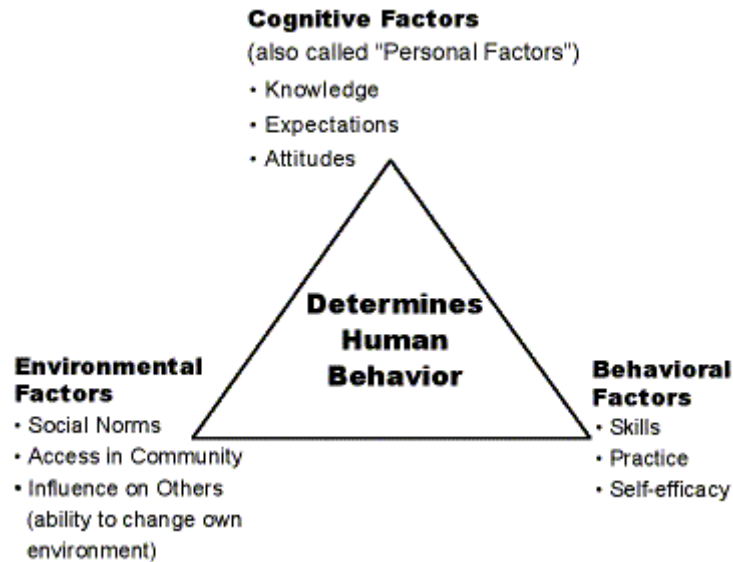 Cognitive Factors
(also called "Personal Factors")
• Knowledge
• Expectations
• Attitudes
Determines
Human
Behavior
Environmental
Factors
• Social Norms
• Access in Community
• Influence on Others
(ability to change own
environment)
Behavioral
Factors
• Skills
• Practice
• Self-efficacy